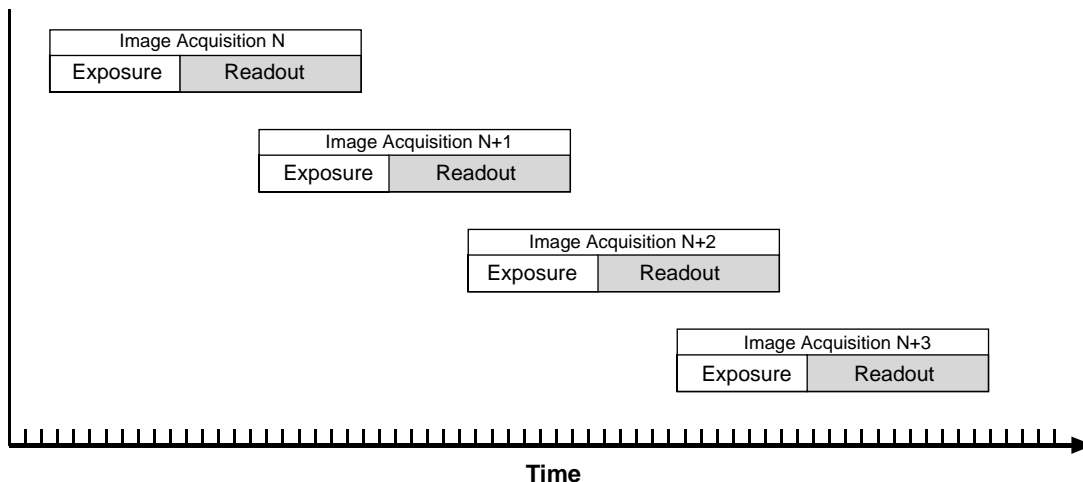 Image Acquisition N
Exposure Readout
Image Acquisition N+1
Exposure Readout
Image Acquisition N+2
Exposure Readout
Image Acquisition N+3
Exposure Readout
Time